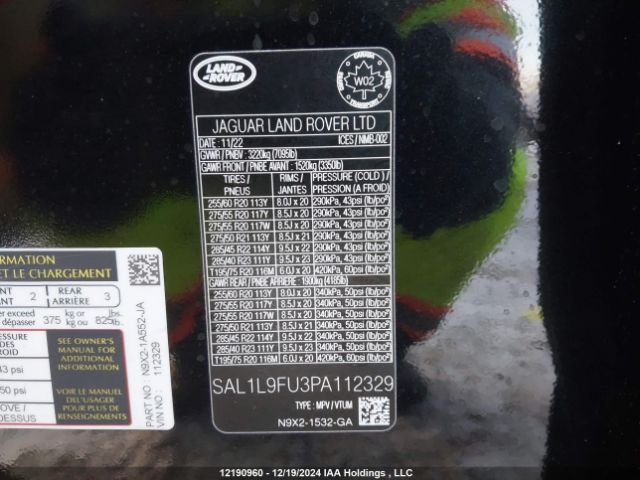 LAND ROVER
CANADA
W02
TRANSPORT
JAGUAR LAND ROVER LTD
DATE : 11/22 ICES / NMB-002
GVWR / PNBV : 3220kg (7095lb)
GAWR FRONT / PNBE AVANT : 1520kg (3350lb)
TIRES / RIMS / PRESSURE (COLD) /
PNEUS JANTES PRESSION (A FROID)
255/60 R20 113Y 8.0J x 20 290kPa, 43psi (lb/po²)
275/55 R20 117Y 8.5J x 20 290kPa, 43psi (lb/po²)
275/55 R20 117W 8.5J x 20 290kPa, 43psi (lb/po²)
275/50 R21 113Y 8.5J x 21 290kPa, 43psi (lb/po²)
285/45 R22 114Y 9.5J x 22 290kPa, 43psi (lb/po²)
285/40 R23 111Y 9.5J x 23 290kPa, 43psi (lb/po²)
T195/75 R20 116M 6.0J x 20 420kPa, 60psi (lb/po²)
GAWR REAR / PNBE ARRIERE : 1900kg (4185lb)
255/60 R20 113Y 8.0J x 20 340kPa, 50psi (lb/po²)
275/55 R20 117Y 8.5J x 20 340kPa, 50psi (lb/po²)
275/55 R20 117W 8.5J x 20 340kPa, 50psi (lb/po²)
275/50 R21 113Y 8.5J x 21 340kPa, 50psi (lb/po²)
285/45 R22 114Y 9.5J x 22 340kPa, 50psi (lb/po²)
285/40 R23 111Y 9.5J x 23 340kPa, 50psi (lb/po²)
T195/75 R20 116M 6.0J x 20 420kPa, 60psi (lb/po²)
SAL1L9FU3PA112329
TYPE : MPV / VTUM
N9X2-1532-GA
FORMATION
ET LE CHARGEMENT
NT 2 REAR 3
ANT ARRIÈRE
er exceed 375 kg or 825 lbs.
dépasser kg ou lb.
PRESSURE
DES
ROID
43 psi
50 psi
OVE /
DESSUS
SEE OWNER'S
MANUAL FOR
ADDITIONAL
INFORMATION
VOIR LE MANUEL
DE L'USAGER
POUR PLUS DE
RENSEIGNEMENTS
PART NO : N9X2-1A552-JA
VIN NO : 112329
12190960 - 12/19/2024 IAA Holdings , LLC